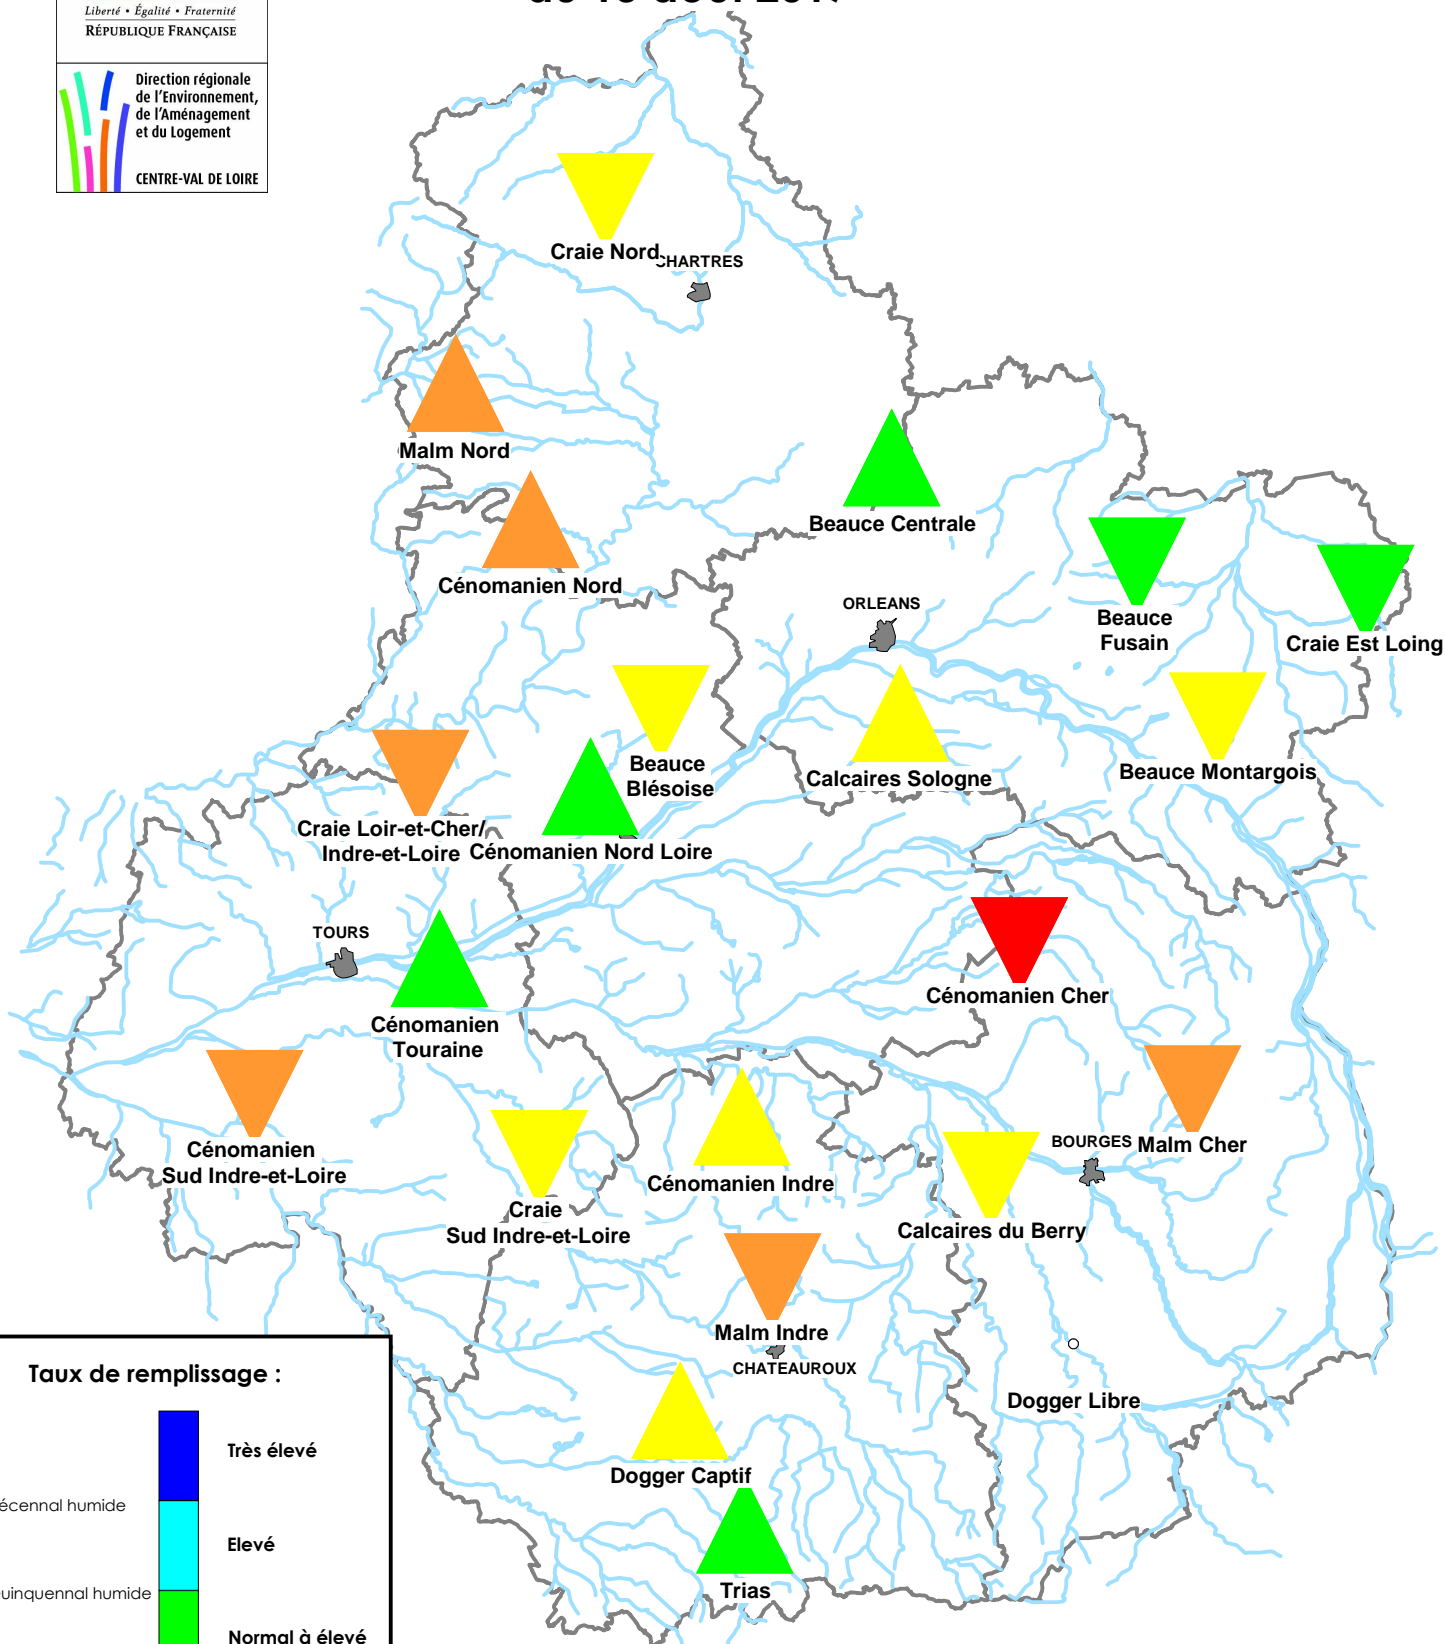 Liberté • Égalité • Fraternité
RÉPUBLIQUE FRANÇAISE
Direction régionale
de l'Environnement,
de l'Aménagement
et du Logement
CENTRE-VAL DE LOIRE
Craie Nord
CHARTRES
Malm Nord
Beauce Centrale
Cénomanien Nord
ORLEANS
Beauce
Fusain
Craie Est Loing
Beauce
Blésoise
Calcaires Sologne
Beauce Montargois
Craie Loir-et-Cher/
Indre-et-Loire
Cénomanien Nord Loire
TOURS
Cénomanien Cher
Cénomanien
Touraine
Cénomanien
Sud Indre-et-Loire
BOURGES
Malm Cher
Cénomanien Indre
Craie
Sud Indre-et-Loire
Calcaires du Berry
Malm Indre
CHATEAUROUX
Dogger Libre
Dogger Captif
Trias
Taux de remplissage :
Très élevé
écennal humide
Elevé
uinquennal humide
Normal à élevé